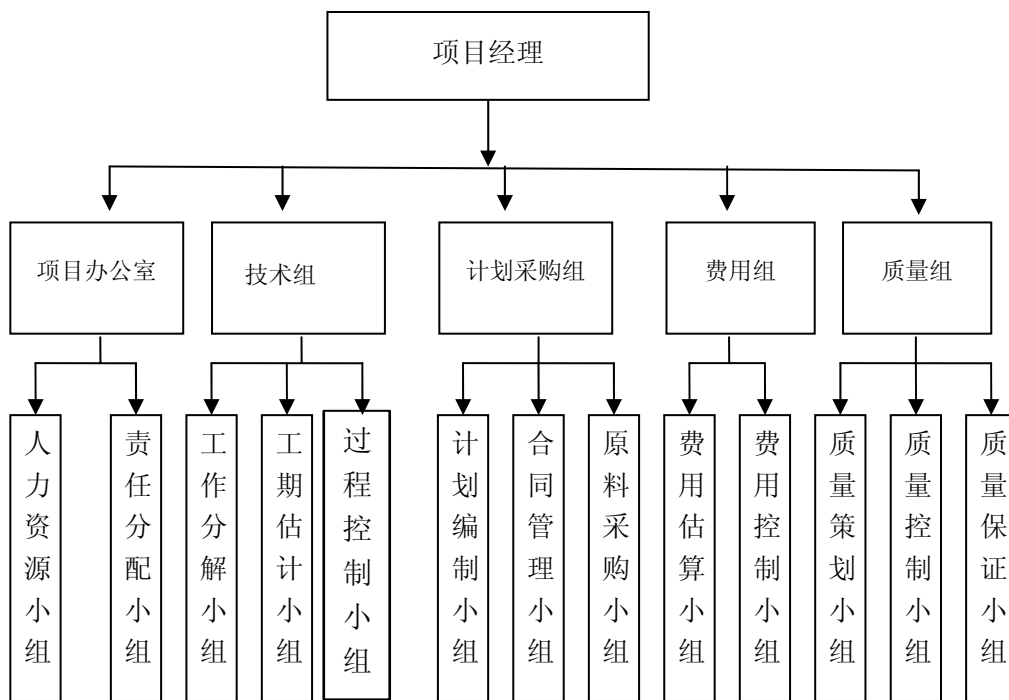 项目经理
项目办公室
技术组
计划采购组
费用组
质量组
人力资源小组
责任分配小组
工作分解小组
工期估计小组
过程控制小组
计划编制小组
合同管理小组
原料采购小组
费用估算小组
费用控制小组
质量策划小组
质量控制小组
质量保证小组